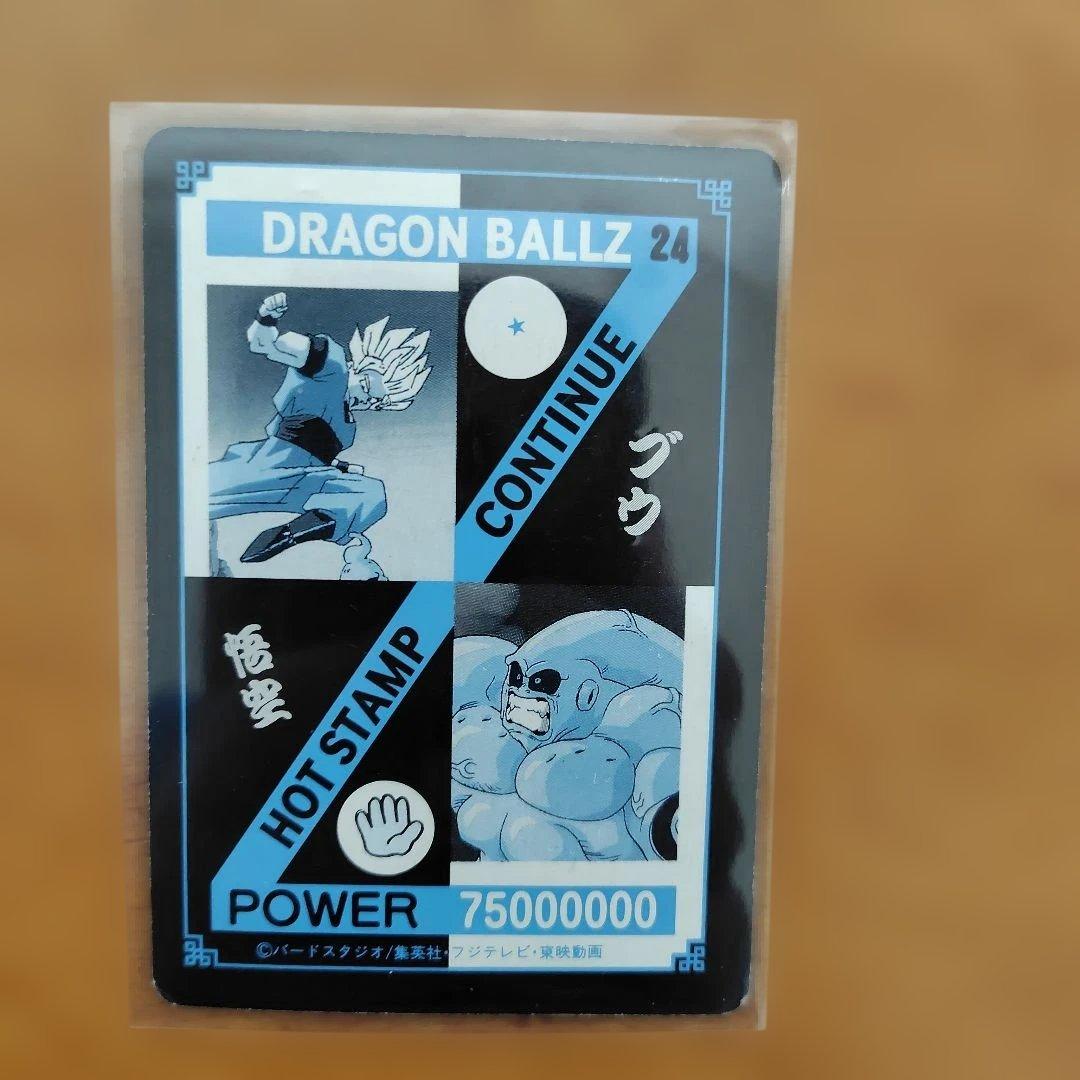 DRAGON BALLZ 24
CONTINUE
ブウ
悟空
HOT STAMP
POWER 75000000
©バードスタジオ/集英社・フジテレビ・東映動画